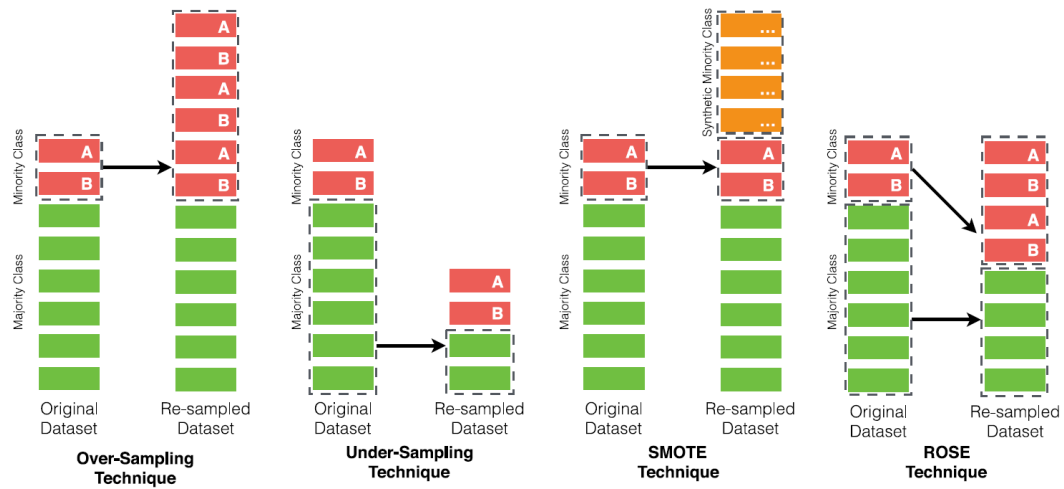 Minority Class
Majority Class
A
B
A
B
A
B
A
B
Original
Dataset
Re-sampled
Dataset
Over-Sampling
Technique
Minority Class
Majority Class
A
B
A
B
Original
Dataset
Re-sampled
Dataset
Under-Sampling
Technique
Minority Class
Majority Class
A
B
Synthetic Minority Class
...
...
...
...
A
B
Original
Dataset
Re-sampled
Dataset
SMOTE
Technique
Minority Class
Majority Class
A
B
A
B
A
B
Original
Dataset
Re-sampled
Dataset
ROSE
Technique